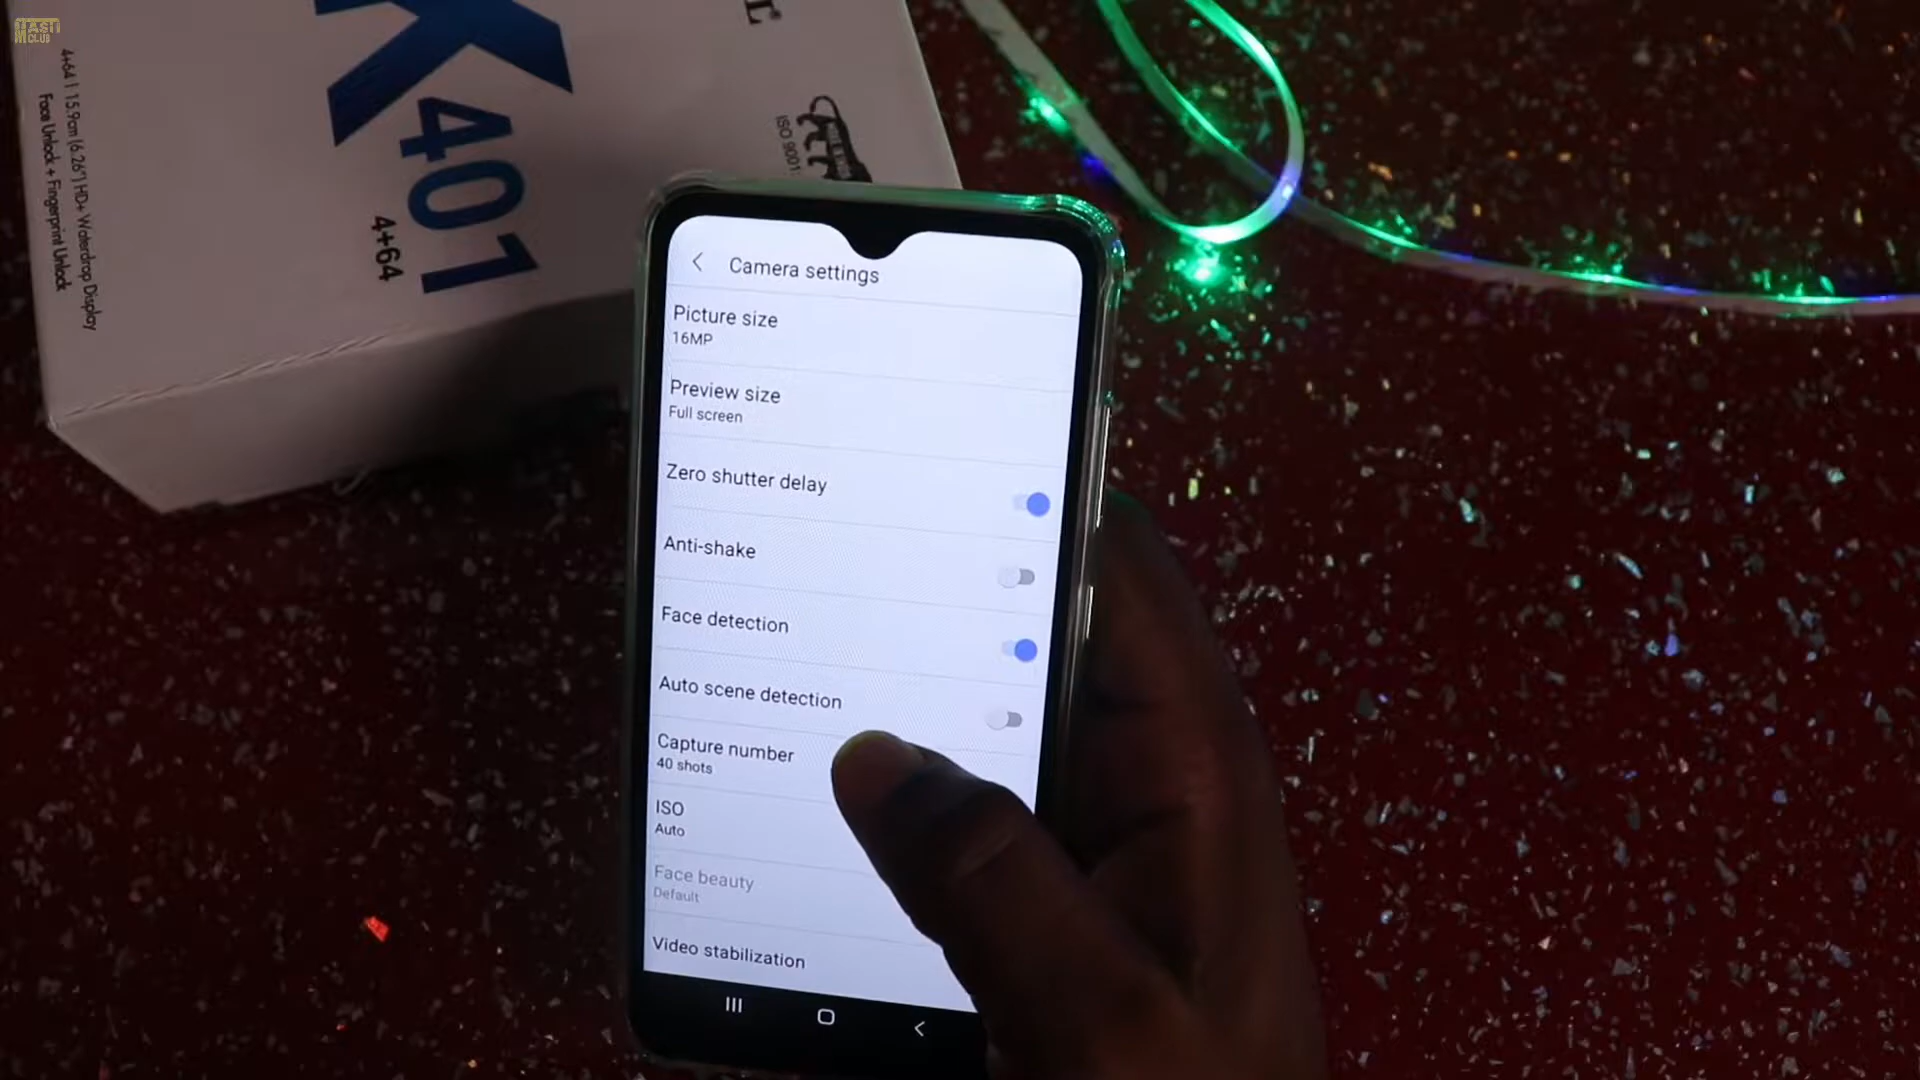 MASTI
CLUB
K401
4+64
4+64 | 15.9cm (6.26") HD+ Waterdrop Display
Face Unlock + Fingerprint Unlock
ISO 9001:
Camera settings
Picture size
16MP
Preview size
Full screen
Zero shutter delay
Anti-shake
Face detection
Auto scene detection
Capture number
40 shots
ISO
Auto
Face beauty
Default
Video stabilization